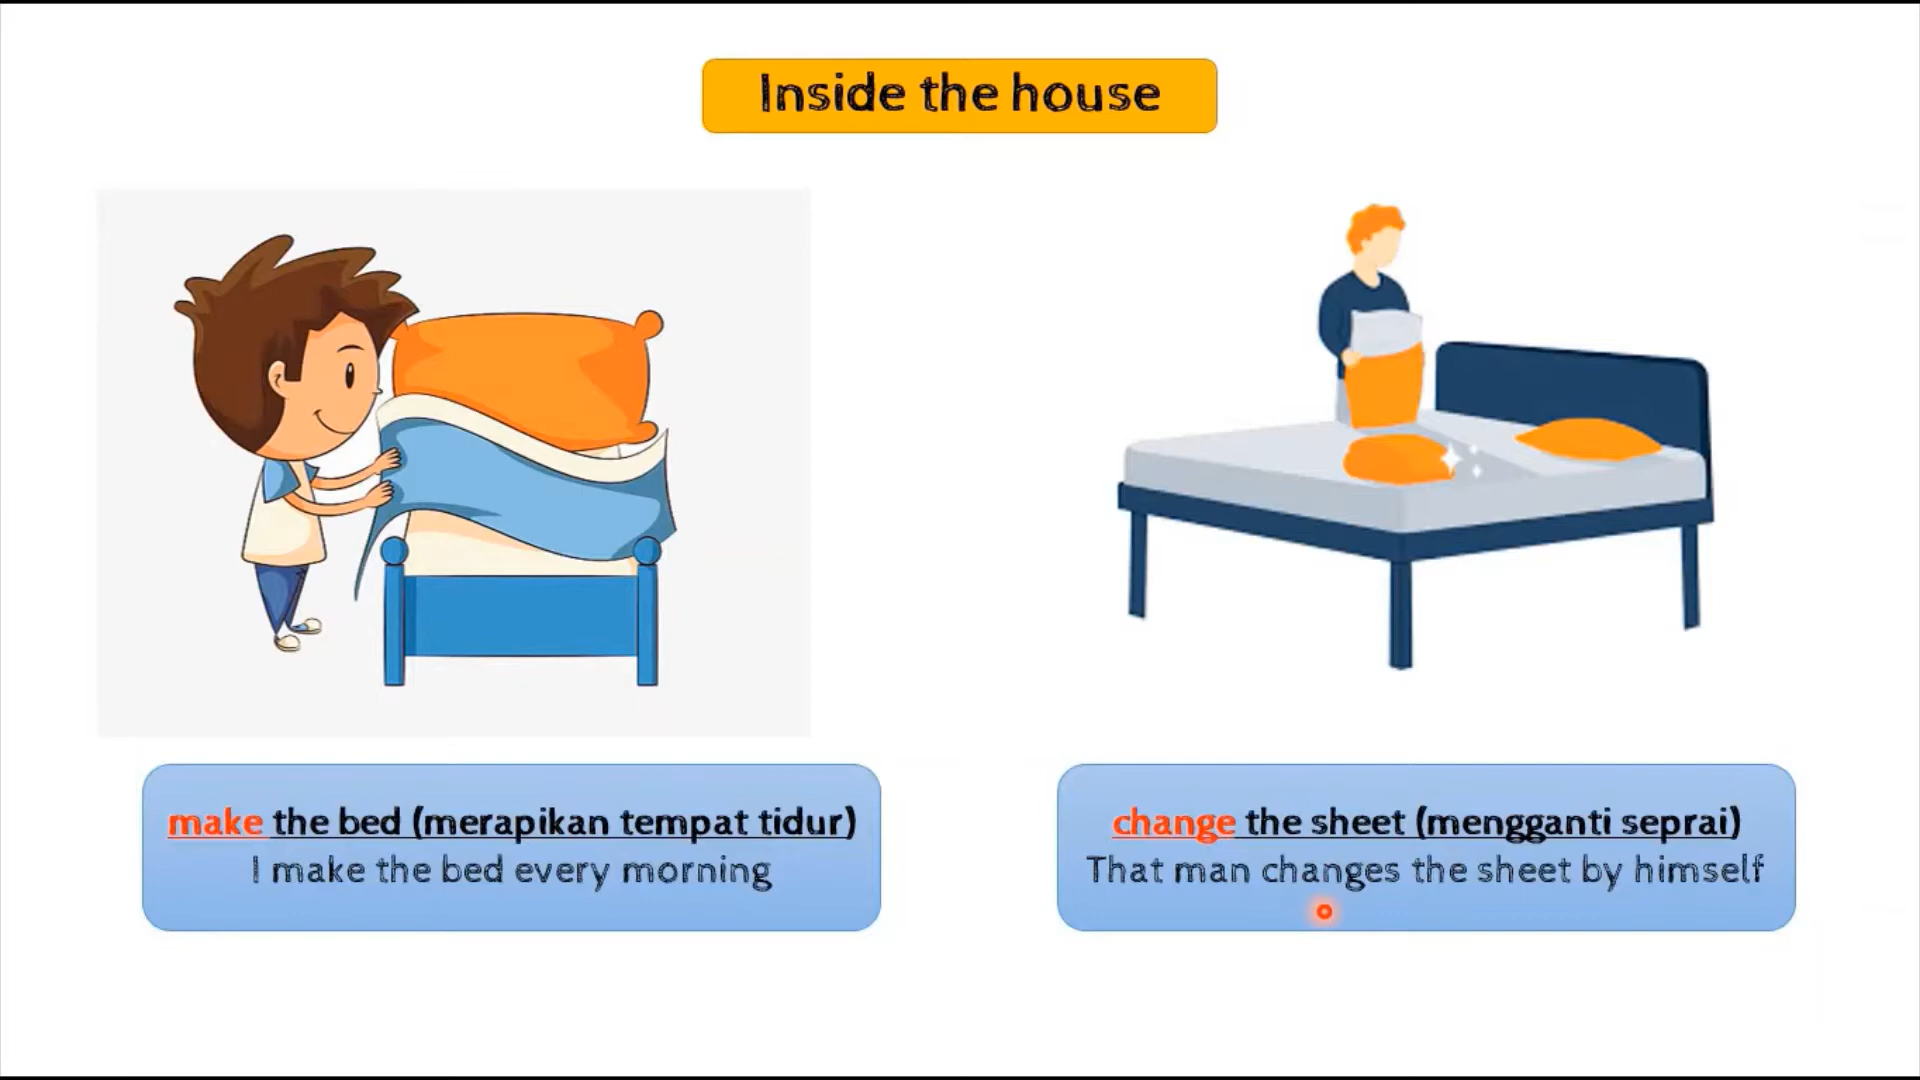 Inside the house
make the bed (merapikan tempat tidur)
I make the bed every morning
change the sheet (mengganti seprai)
That man changes the sheet by himself